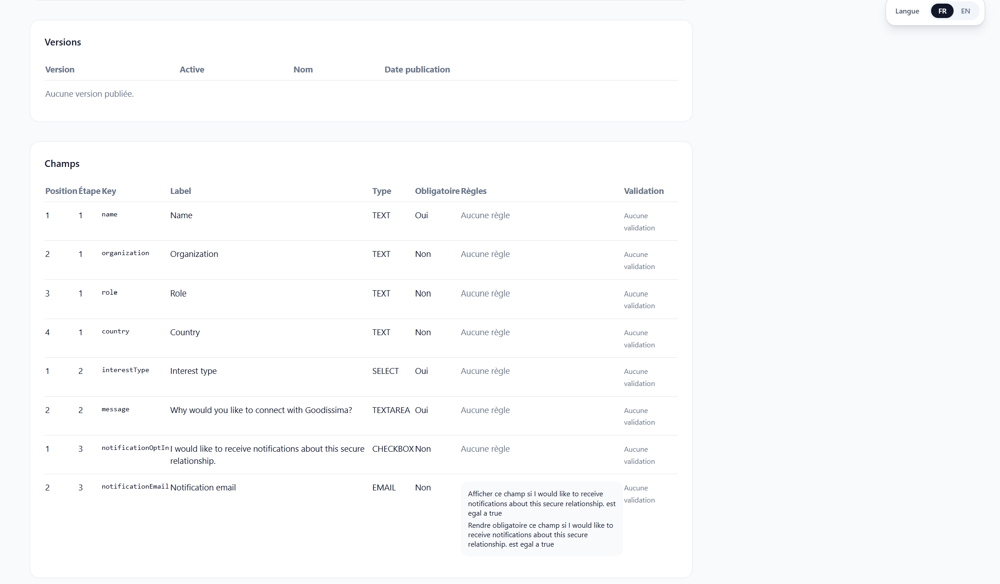 Langue FR EN
Versions
Version Active Nom Date publication
Aucune version publiée.
Champs
Position Étape Key Label Type Obligatoire Règles Validation
1 1 name Name TEXT Oui Aucune règle Aucune
validation
2 1 organization Organization TEXT Non Aucune règle Aucune
validation
3 1 role Role TEXT Non Aucune règle Aucune
validation
4 1 country Country TEXT Non Aucune règle Aucune
validation
1 2 interestType Interest type SELECT Oui Aucune règle Aucune
validation
2 2 message Why would you like to connect with Goodissima? TEXTAREA Oui Aucune règle Aucune
validation
1 3 notificationOptIn I would like to receive notifications about this secure CHECKBOX Non Aucune règle Aucune
relationship. validation
2 3 notificationEmail Notification email EMAIL Non Aucune
Afficher ce champ si I would like to receive
notifications about this secure relationship. est validation
egal a true
Rendre obligatoire ce champ si I would like to
receive notifications about this secure
relationship. est egal a true